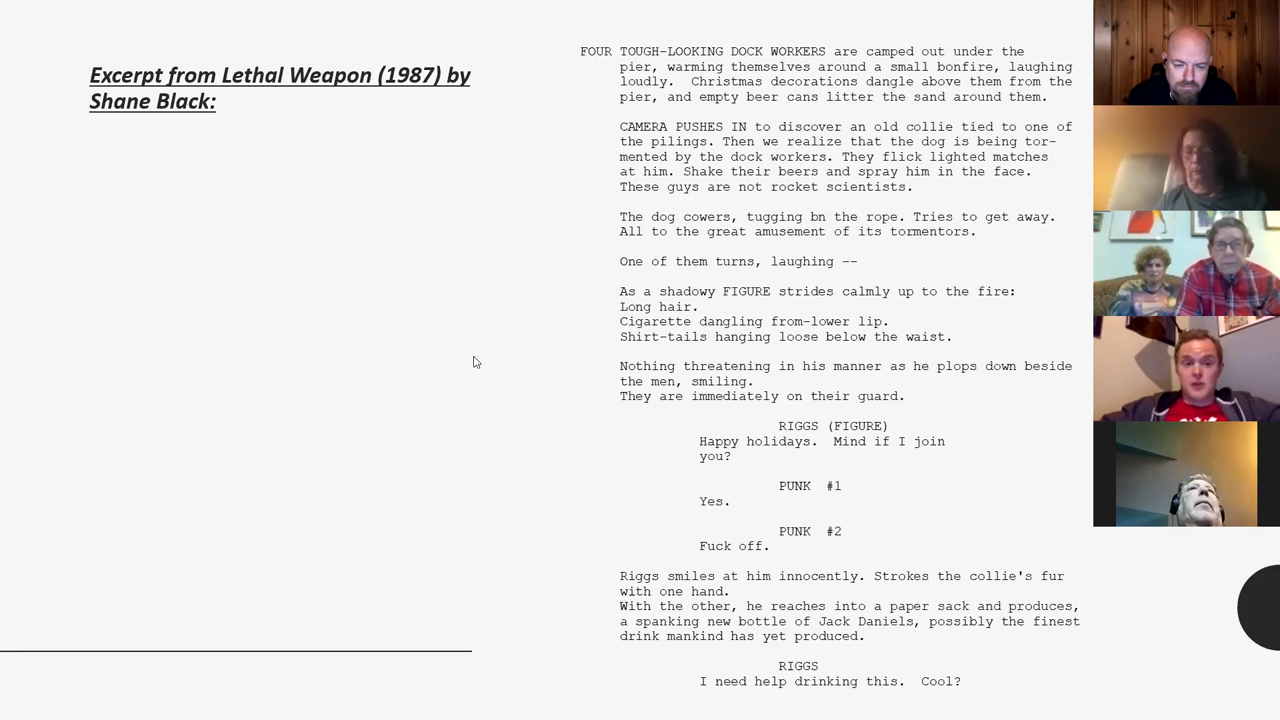 Excerpt from Lethal Weapon (1987) by
Shane Black:
FOUR TOUGH-LOOKING DOCK WORKERS are camped out under the
pier, warming themselves around a small bonfire, laughing
loudly.  Christmas decorations dangle above them from the
pier, and empty beer cans litter the sand around them.
CAMERA PUSHES IN to discover an old collie tied to one of
the pilings. Then we realize that the dog is being tor-
mented by the dock workers. They flick lighted matches
at him. Shake their beers and spray him in the face.
These guys are not rocket scientists.
The dog cowers, tugging bn the rope. Tries to get away.
All to the great amusement of its tormentors.
One of them turns, laughing --
As a shadowy FIGURE strides calmly up to the fire:
Long hair.
Cigarette dangling from-lower lip.
Shirt-tails hanging loose below the waist.
Nothing threatening in his manner as he plops down beside
the men, smiling.
They are immediately on their guard.
RIGGS (FIGURE)
Happy holidays.  Mind if I join
you?
PUNK  #1
Yes.
PUNK  #2
Fuck off.
Riggs smiles at him innocently. Strokes the collie's fur
with one hand.
With the other, he reaches into a paper sack and produces,
a spanking new bottle of Jack Daniels, possibly the finest
drink mankind has yet produced.
RIGGS
I need help drinking this.  Cool?